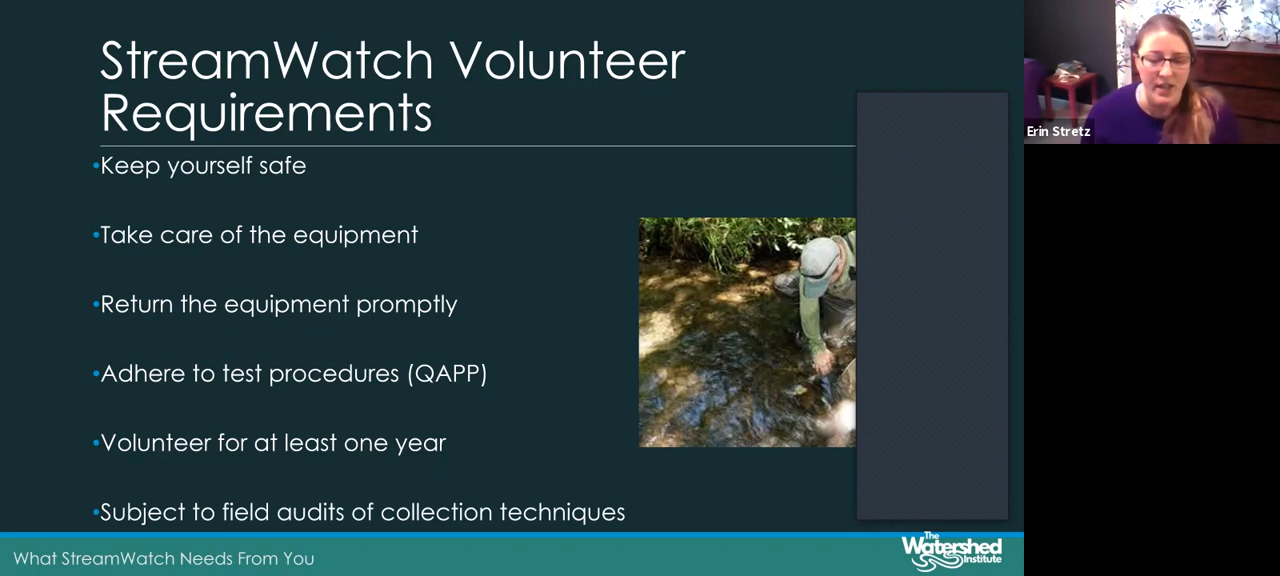 StreamWatch Volunteer
Requirements
•Keep yourself safe
•Take care of the equipment
•Return the equipment promptly
•Adhere to test procedures (QAPP)
•Volunteer for at least one year
•Subject to field audits of collection techniques
What StreamWatch Needs From You
The
Watershed
Institute
Erin Stretz